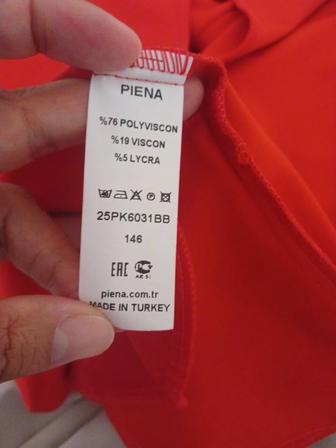 PIENA
%76 POLYVISCON
%19 VISCON
%5 LYCRA
25PK6031BB
146
EAC
piena.com.tr
MADE IN TURKEY